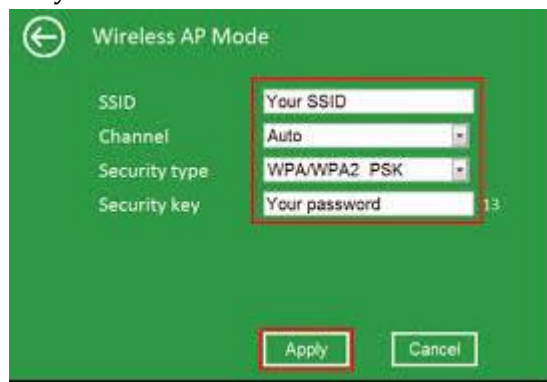 Wireless AP Mode
SSID Your SSID
Channel Auto
Security type WPA/WPA2 PSK
Security key Your password 13
Apply Cancel